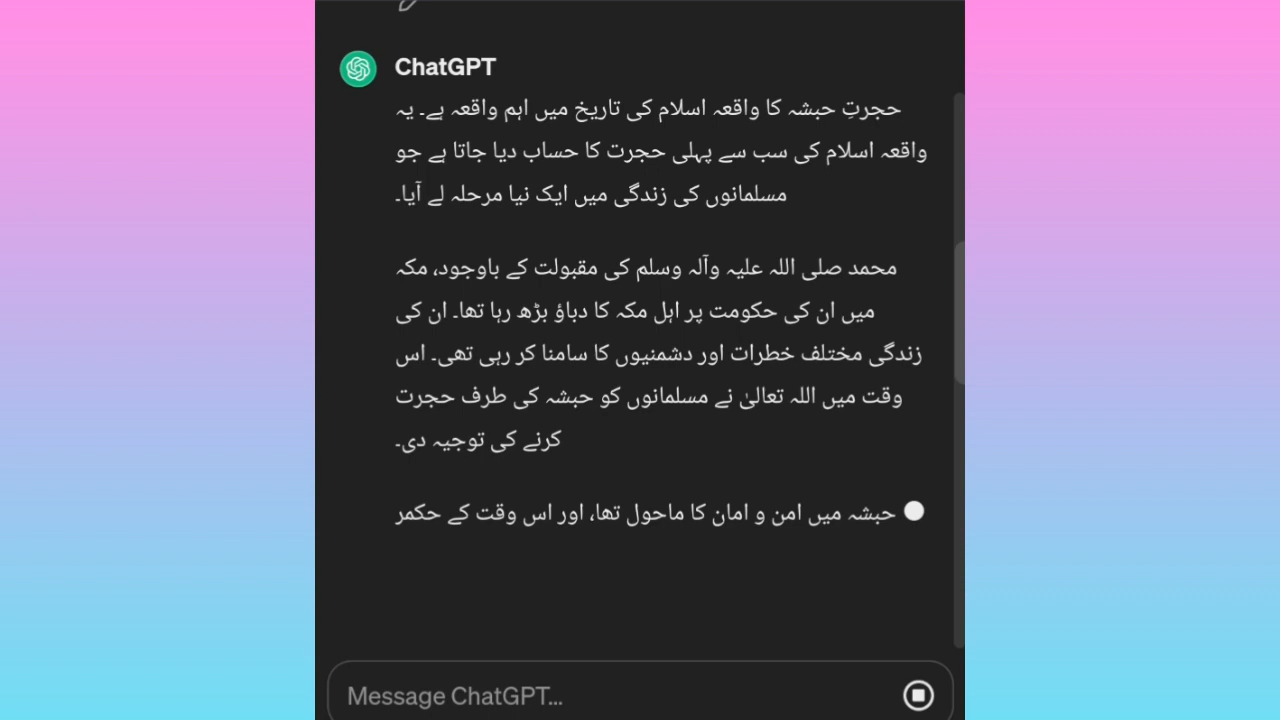 ChatGPT
حجرتِ حبشہ کا واقعہ اسلام کی تاریخ میں اہم واقعہ ہے۔ یہ
واقعہ اسلام کی سب سے پہلی حجرت کا حساب دیا جاتا ہے جو
مسلمانوں کی زندگی میں ایک نیا مرحلہ لے آیا۔
محمد صلی اللہ علیہ وآلہ وسلم کی مقبولت کے باوجود، مکہ
میں ان کی حکومت پر اہل مکہ کا دباؤ بڑھ رہا تھا۔ ان کی
زندگی مختلف خطرات اور دشمنیوں کا سامنا کر رہی تھی۔ اس
وقت میں اللہ تعالیٰ نے مسلمانوں کو حبشہ کی طرف حجرت
کرنے کی توجیہ دی۔
حبشہ میں امن و امان کا ماحول تھا، اور اس وقت کے حکمر
Message ChatGPT...